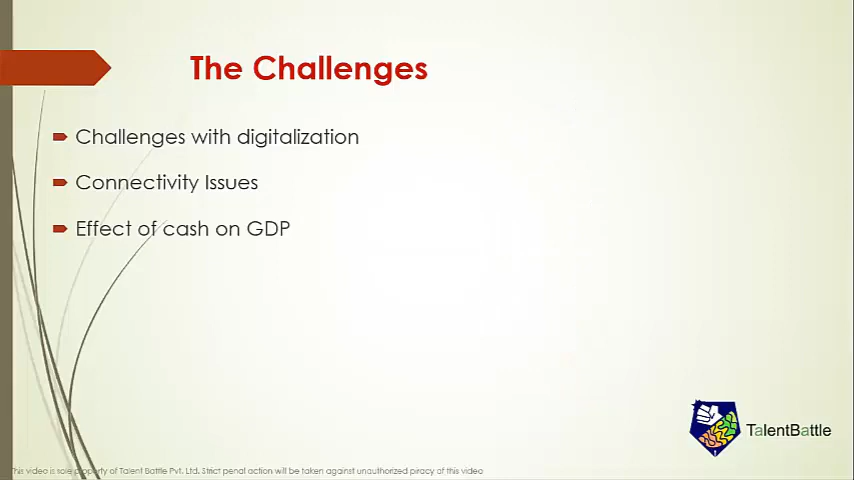 The Challenges
Challenges with digitalization
Connectivity Issues
Effect of cash on GDP
TalentBattle
This video is sole property of Talent Battle Pvt. Ltd. Strict penal action will be taken against unauthorized piracy of this video